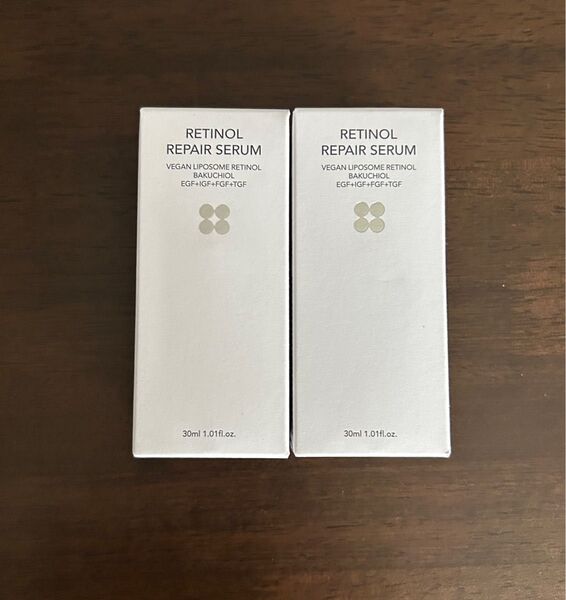 RETINOL
REPAIR SERUM
VEGAN LIPOSOME RETINOL
BAKUCHIOL
EGF+IGF+FGF+TGF
30ml 1.01fl.oz.
RETINOL
REPAIR SERUM
VEGAN LIPOSOME RETINOL
BAKUCHIOL
EGF+IGF+FGF+TGF
30ml 1.01fl.oz.